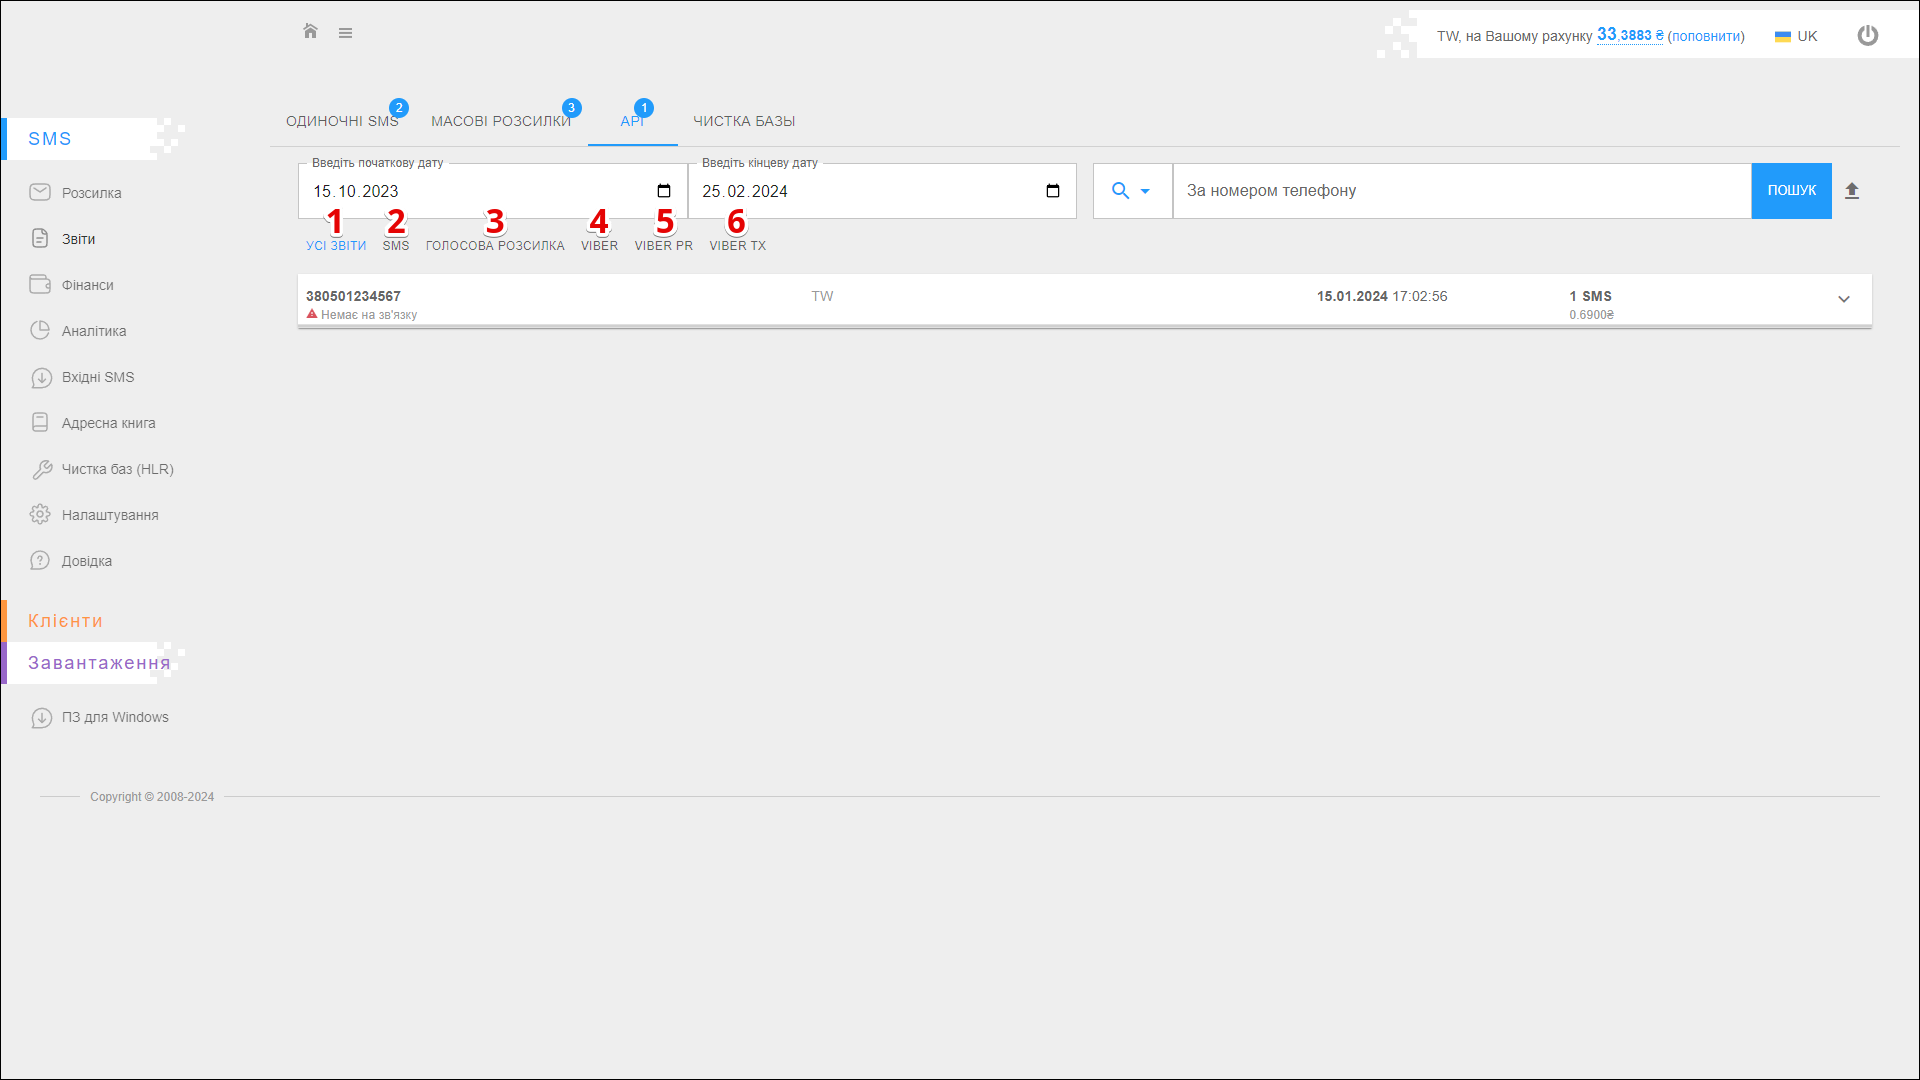 TW, на Вашому рахунку 33,3883 ₴ (поповнити)
UK
SMS
Розсилка
Звіти
Фінанси
Аналітика
Вхідні SMS
Адресна книга
Чистка баз (HLR)
Налаштування
Довідка
Клієнти
Завантаження
ПЗ для Windows
ОДИНОЧНІ SMS 2
МАСОВІ РОЗСИЛКИ 3
API 1
ЧИСТКА БАЗЫ
Введіть початкову дату
15.10.2023
Введіть кінцеву дату
25.02.2024
За номером телефону
ПОШУК
1 2 3 4 5 6
УСІ ЗВІТИ SMS ГОЛОСОВА РОЗСИЛКА VIBER VIBER PR VIBER TX
380501234567 TW 15.01.2024 17:02:56 1 SMS
Немає на зв'язку 0.6900₴
Copyright © 2008-2024